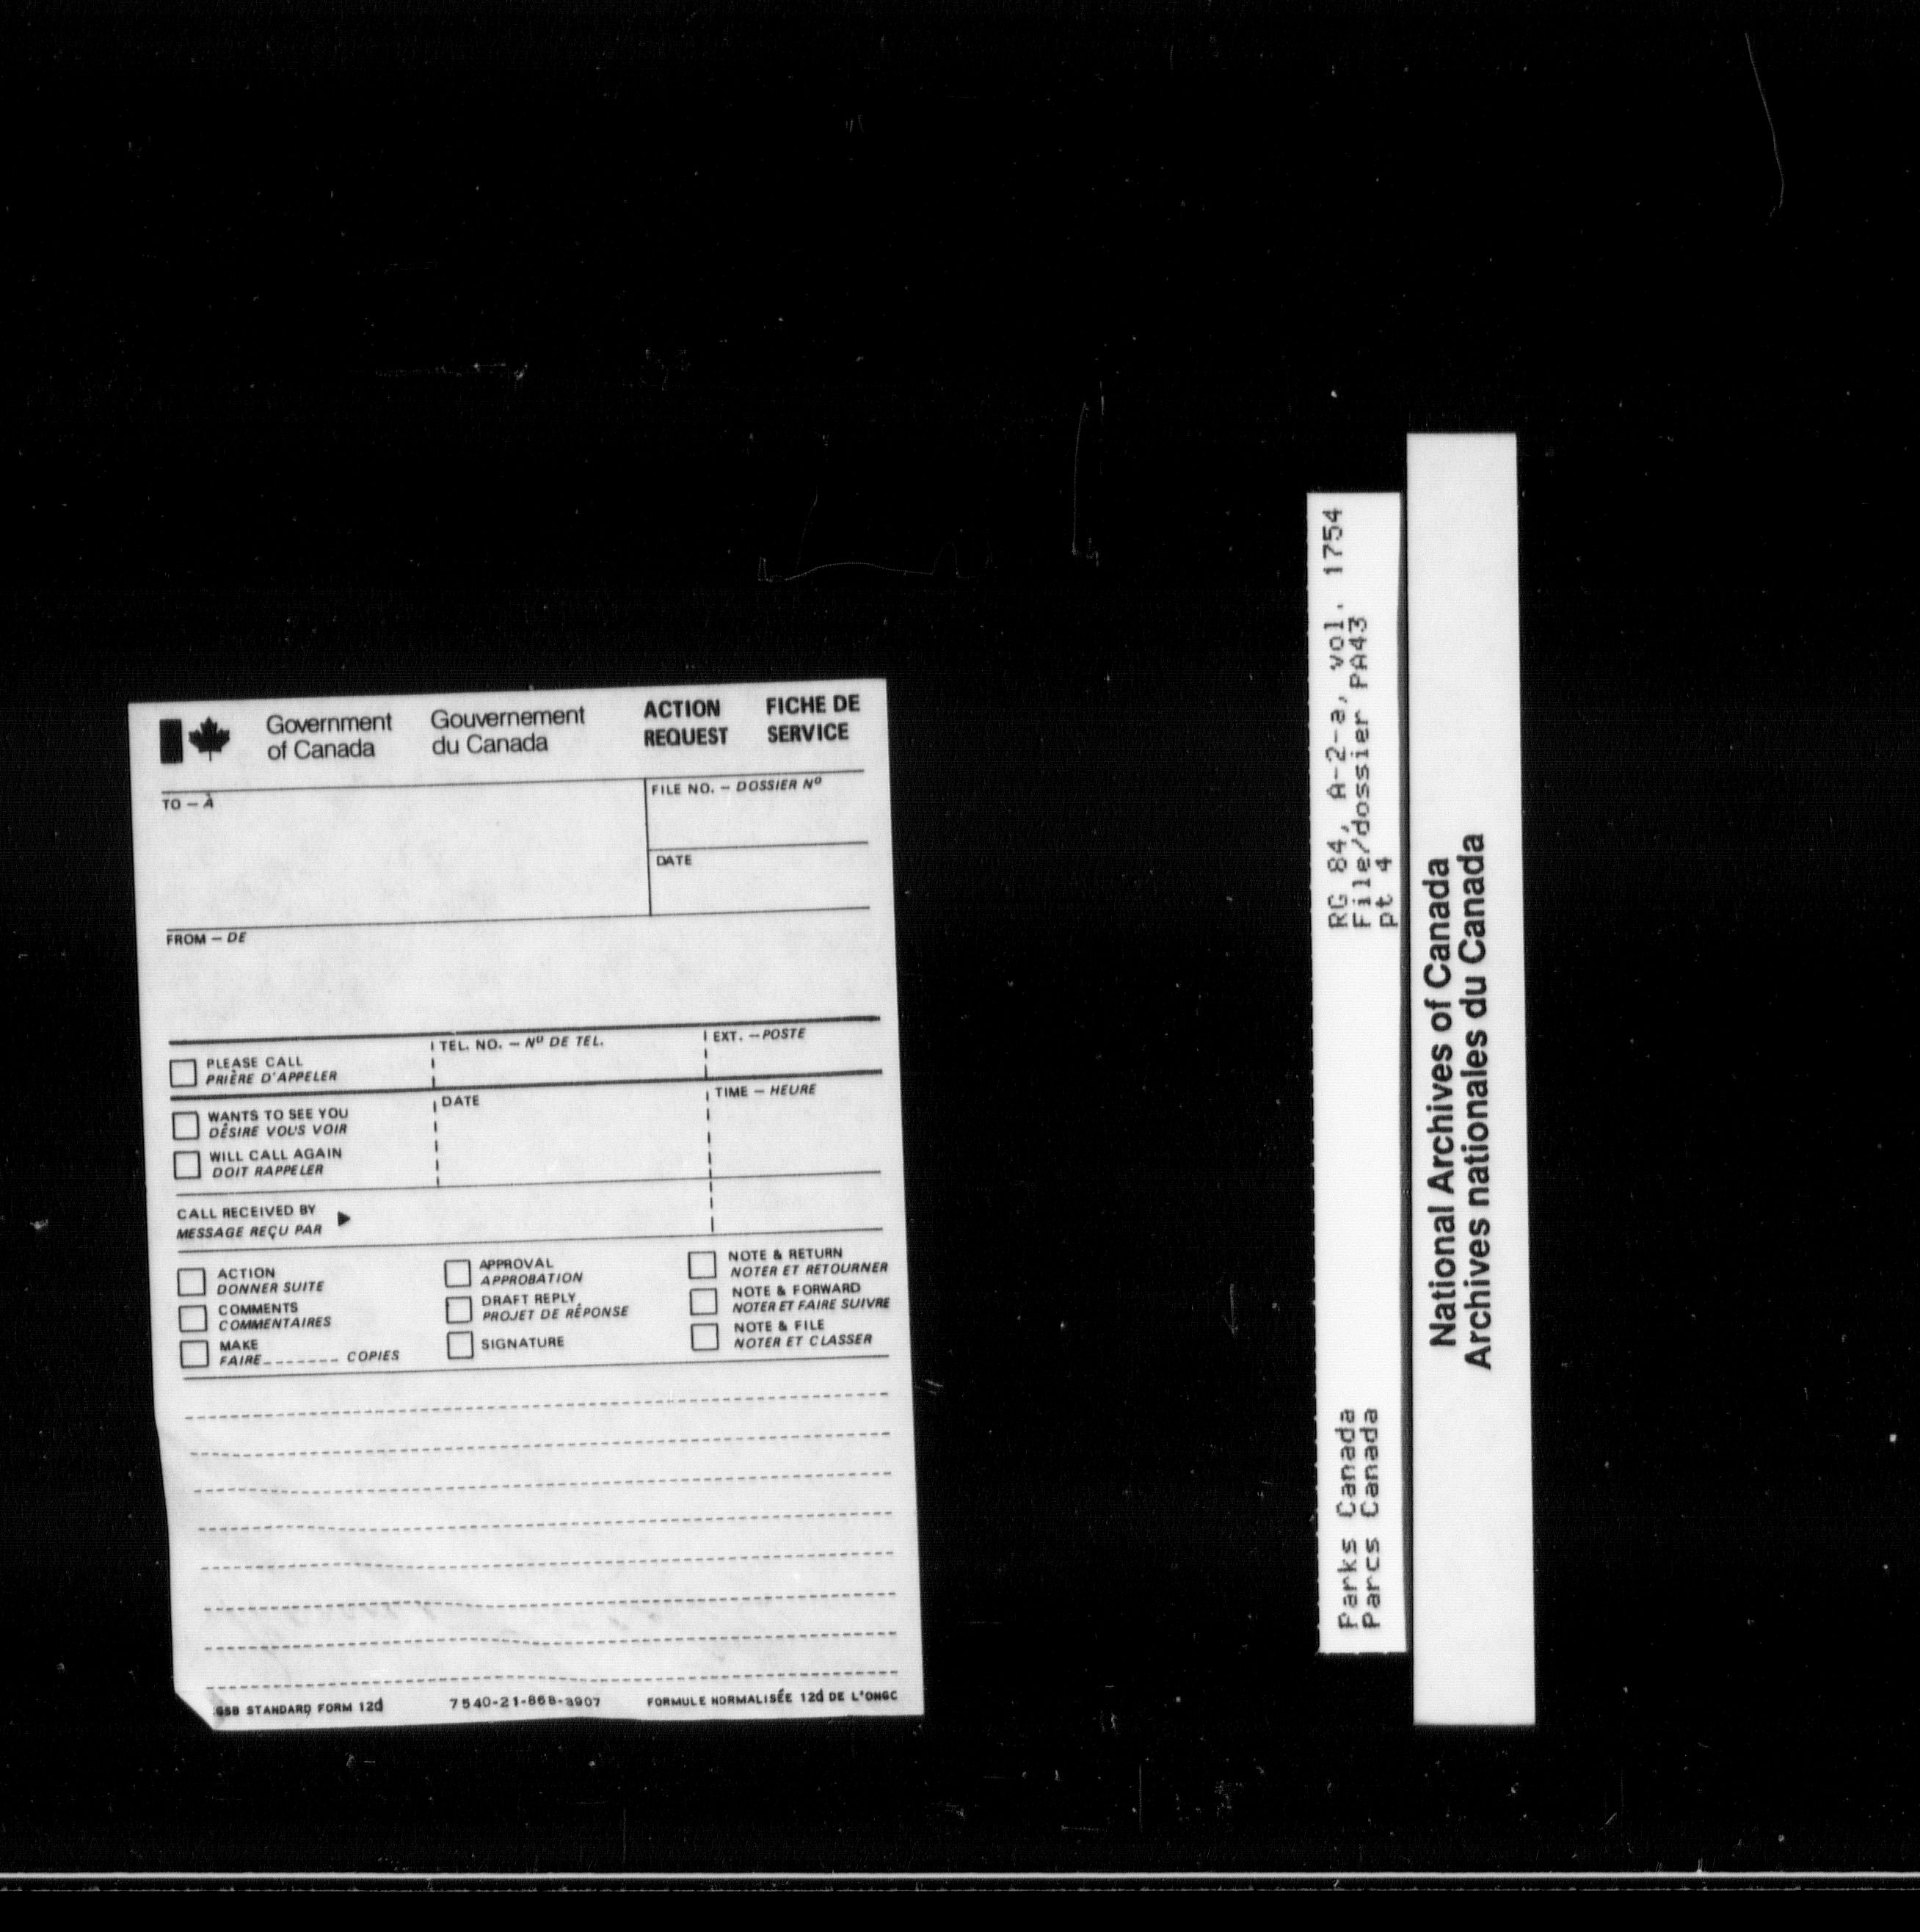 Government of Canada
Gouvernement du Canada
ACTION REQUEST
FICHE DE SERVICE
TO – À
FILE NO. – DOSSIER Nº
DATE
FROM – DE
PLEASE CALL
PRIÈRE D'APPELER
TEL. NO. – Nº DE TEL.
EXT. – POSTE
WANTS TO SEE YOU
DÉSIRE VOUS VOIR
DATE
TIME – HEURE
WILL CALL AGAIN
DOIT RAPPELER
CALL RECEIVED BY
MESSAGE REÇU PAR
ACTION
DONNER SUITE
APPROVAL
APPROBATION
NOTE & RETURN
NOTER ET RETOURNER
COMMENTS
COMMENTAIRES
DRAFT REPLY
PROJET DE RÉPONSE
NOTE & FORWARD
NOTER ET FAIRE SUIVRE
MAKE
FAIRE_______ COPIES
SIGNATURE
NOTE & FILE
NOTER ET CLASSER
STANDARD FORM 12d
7540-21-868-3907
FORMULE NORMALISÉE 12d DE L'ONGC
Parks Canada
Parcs Canada
RG 84, A-2-a, vol. 1754
File/dossier PA43
pt 4
National Archives of Canada
Archives nationales du Canada